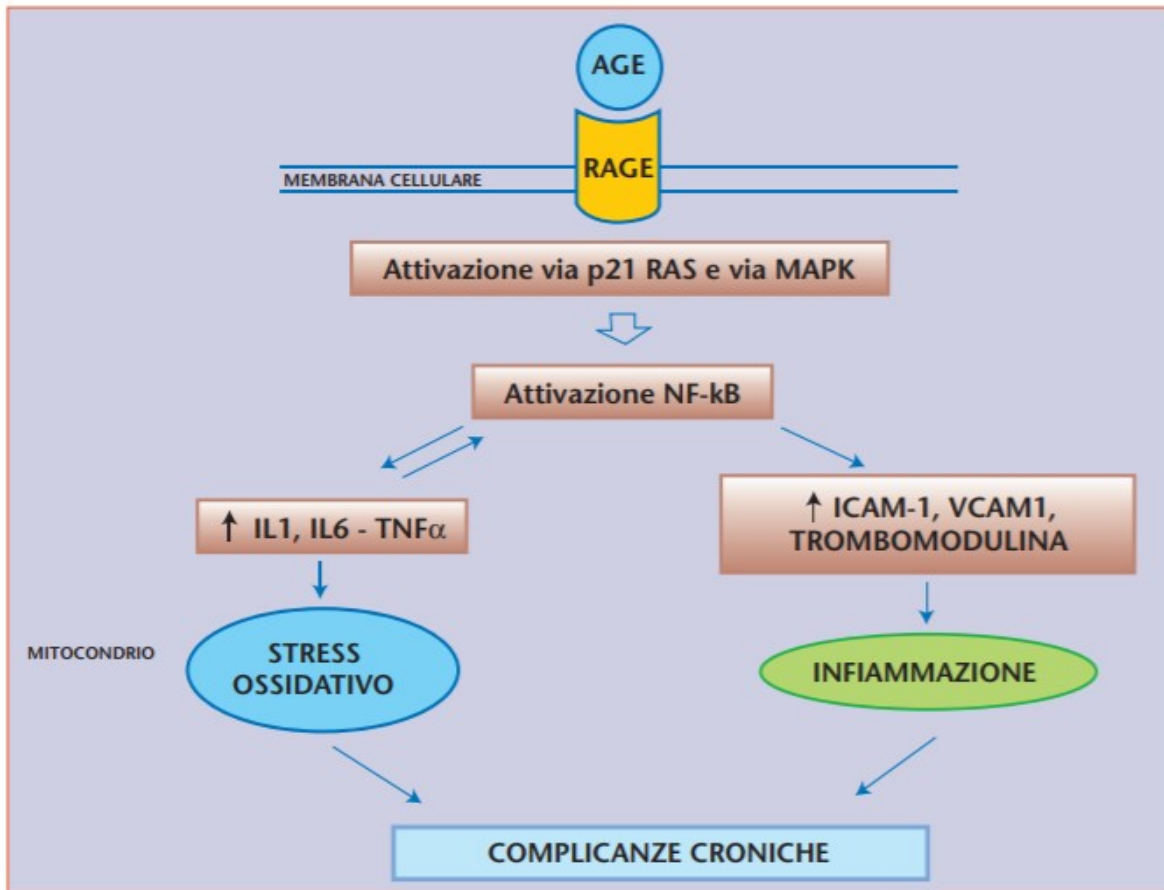 AGE
RAGE
MEMBRANA CELLULARE
Attivazione via p21 RAS e via MAPK
Attivazione NF-kB
↑ IL1, IL6 - TNFα
↑ ICAM-1, VCAM1,
TROMBOMODULINA
MITOCONDRIO
STRESS
OSSIDATIVO
INFIAMMAZIONE
COMPLICANZE CRONICHE